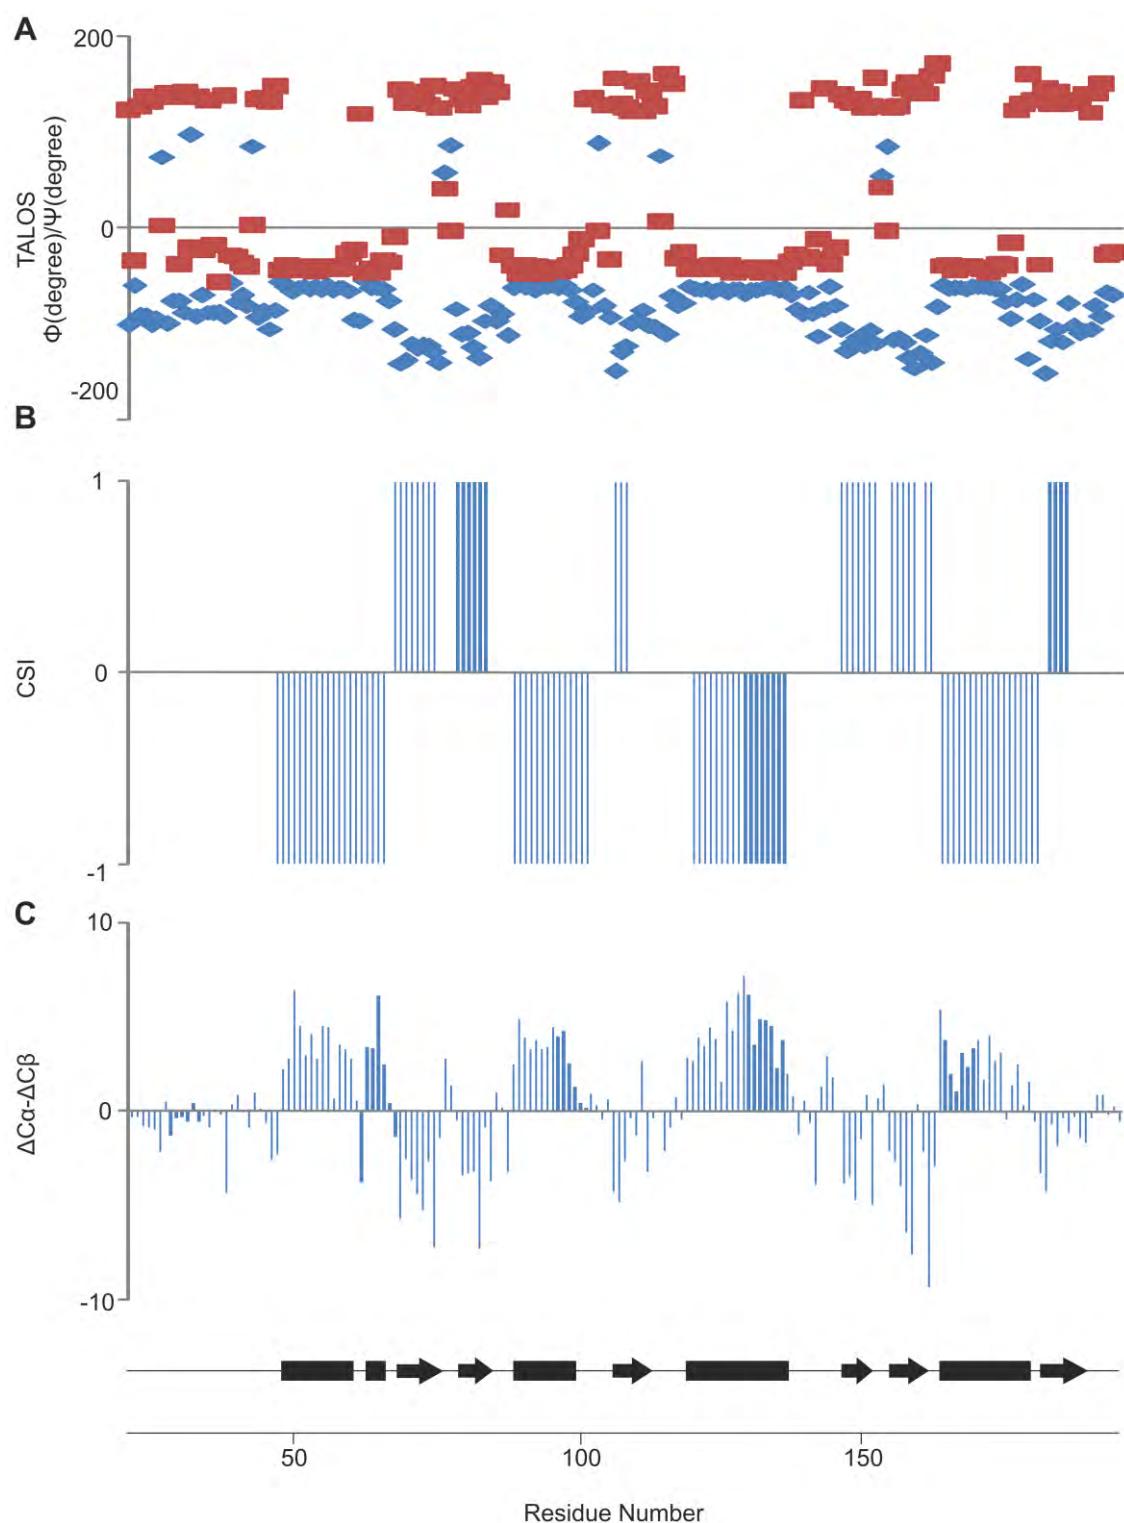 A
200
0
-200
TALOS
Φ(degree)/Ψ(degree)
B
1
0
-1
CSI
C
10
0
-10
ΔCα-ΔCβ
50 100 150
Residue Number